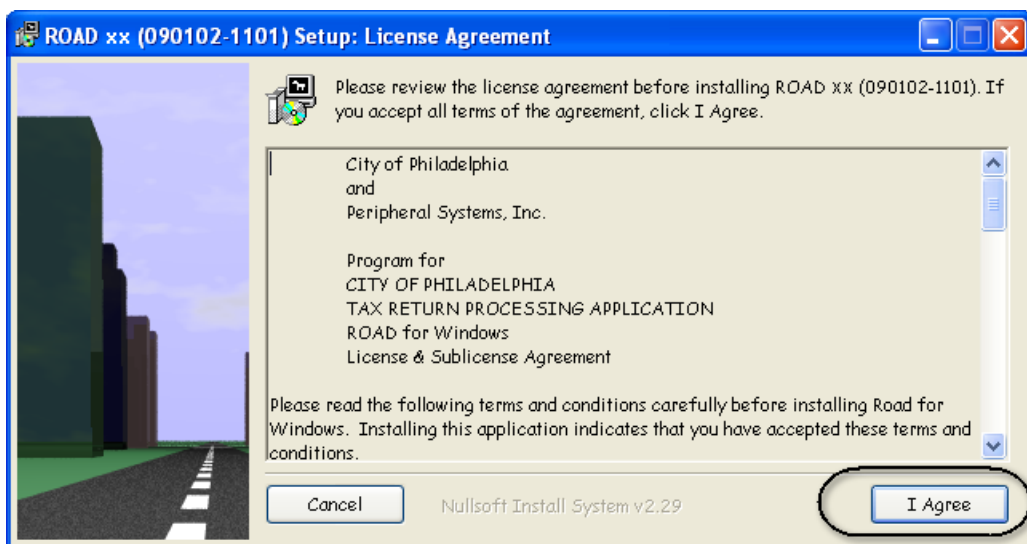 ROAD xx (090102-1101) Setup: License Agreement
Please review the license agreement before installing ROAD xx (090102-1101). If
you accept all terms of the agreement, click I Agree.
City of Philadelphia
and
Peripheral Systems, Inc.
Program for
CITY OF PHILADELPHIA
TAX RETURN PROCESSING APPLICATION
ROAD for Windows
License & Sublicense Agreement
Please read the following terms and conditions carefully before installing Road for
Windows.  Installing this application indicates that you have accepted these terms and
conditions.
Cancel
Nullsoft Install System v2.29
I Agree